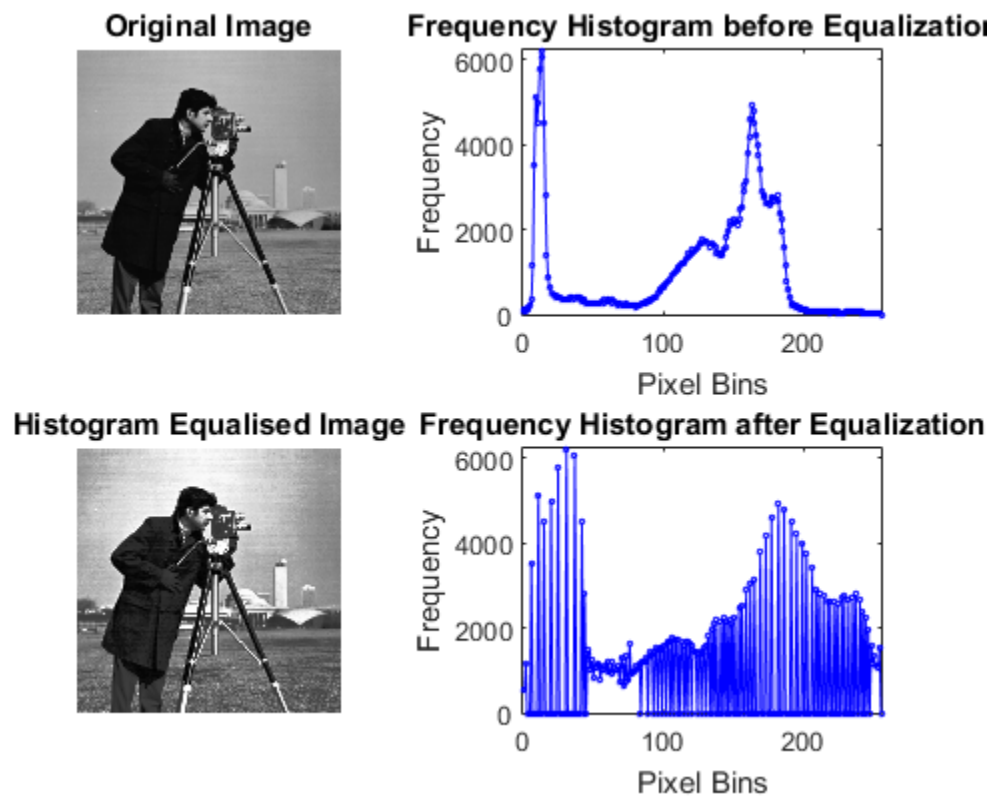 Original Image
Frequency Histogram before Equalization
6000
4000
2000
0
Frequency
0 100 200
Pixel Bins
Histogram Equalised Image
Frequency Histogram after Equalization
6000
4000
2000
0
Frequency
0 100 200
Pixel Bins